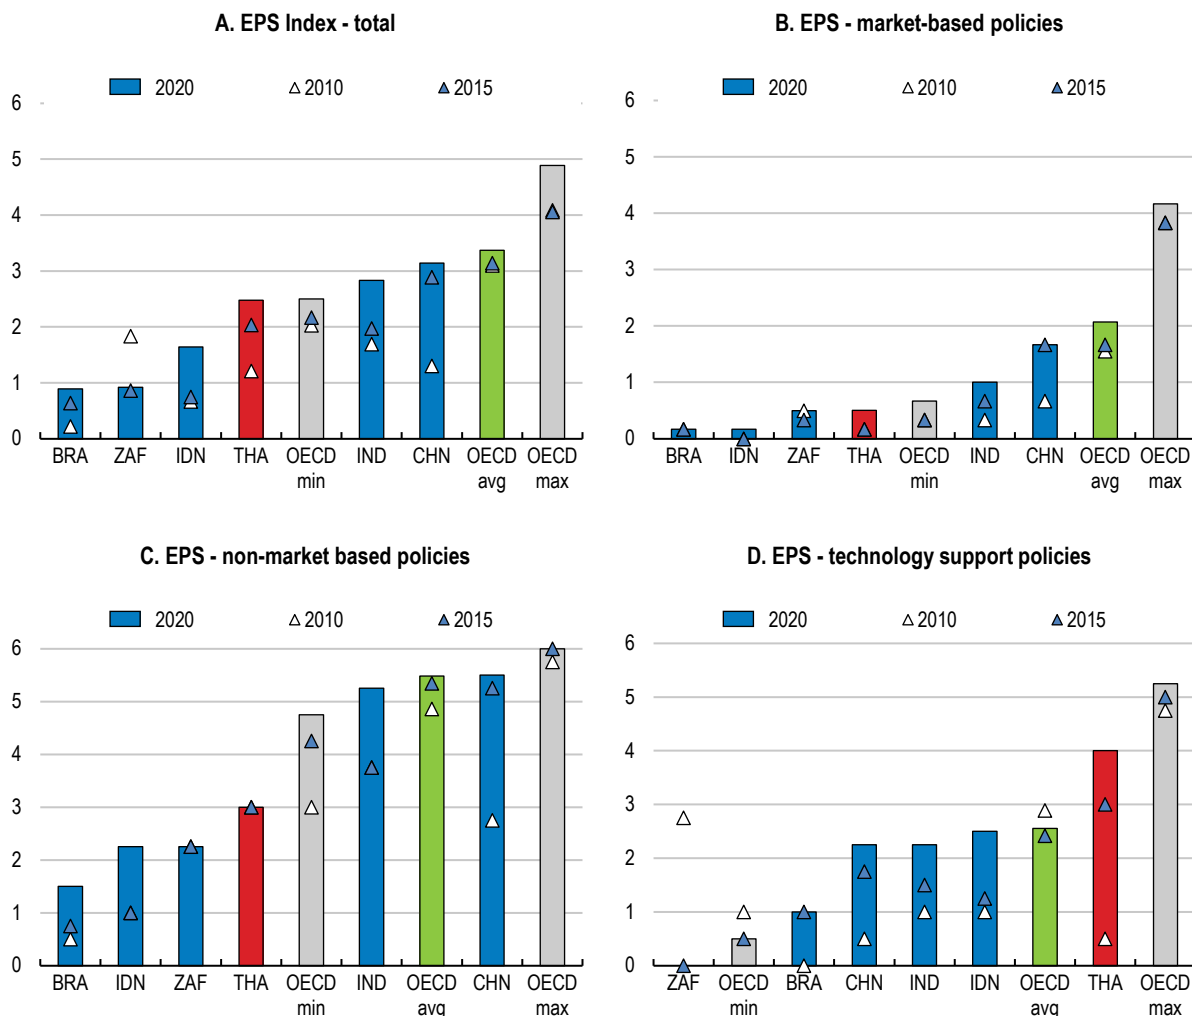 A. EPS Index - total
2020 2010 2015
6
5
4
3
2
1
0
BRA ZAF IDN THA OECD min IND CHN OECD avg OECD max
B. EPS - market-based policies
2020 2010 2015
6
5
4
3
2
1
0
BRA IDN ZAF THA OECD min IND CHN OECD avg OECD max
C. EPS - non-market based policies
2020 2010 2015
6
5
4
3
2
1
0
BRA IDN ZAF THA OECD min IND OECD avg CHN OECD max
D. EPS - technology support policies
2020 2010 2015
6
5
4
3
2
1
0
ZAF OECD min BRA CHN IND IDN OECD avg THA OECD max